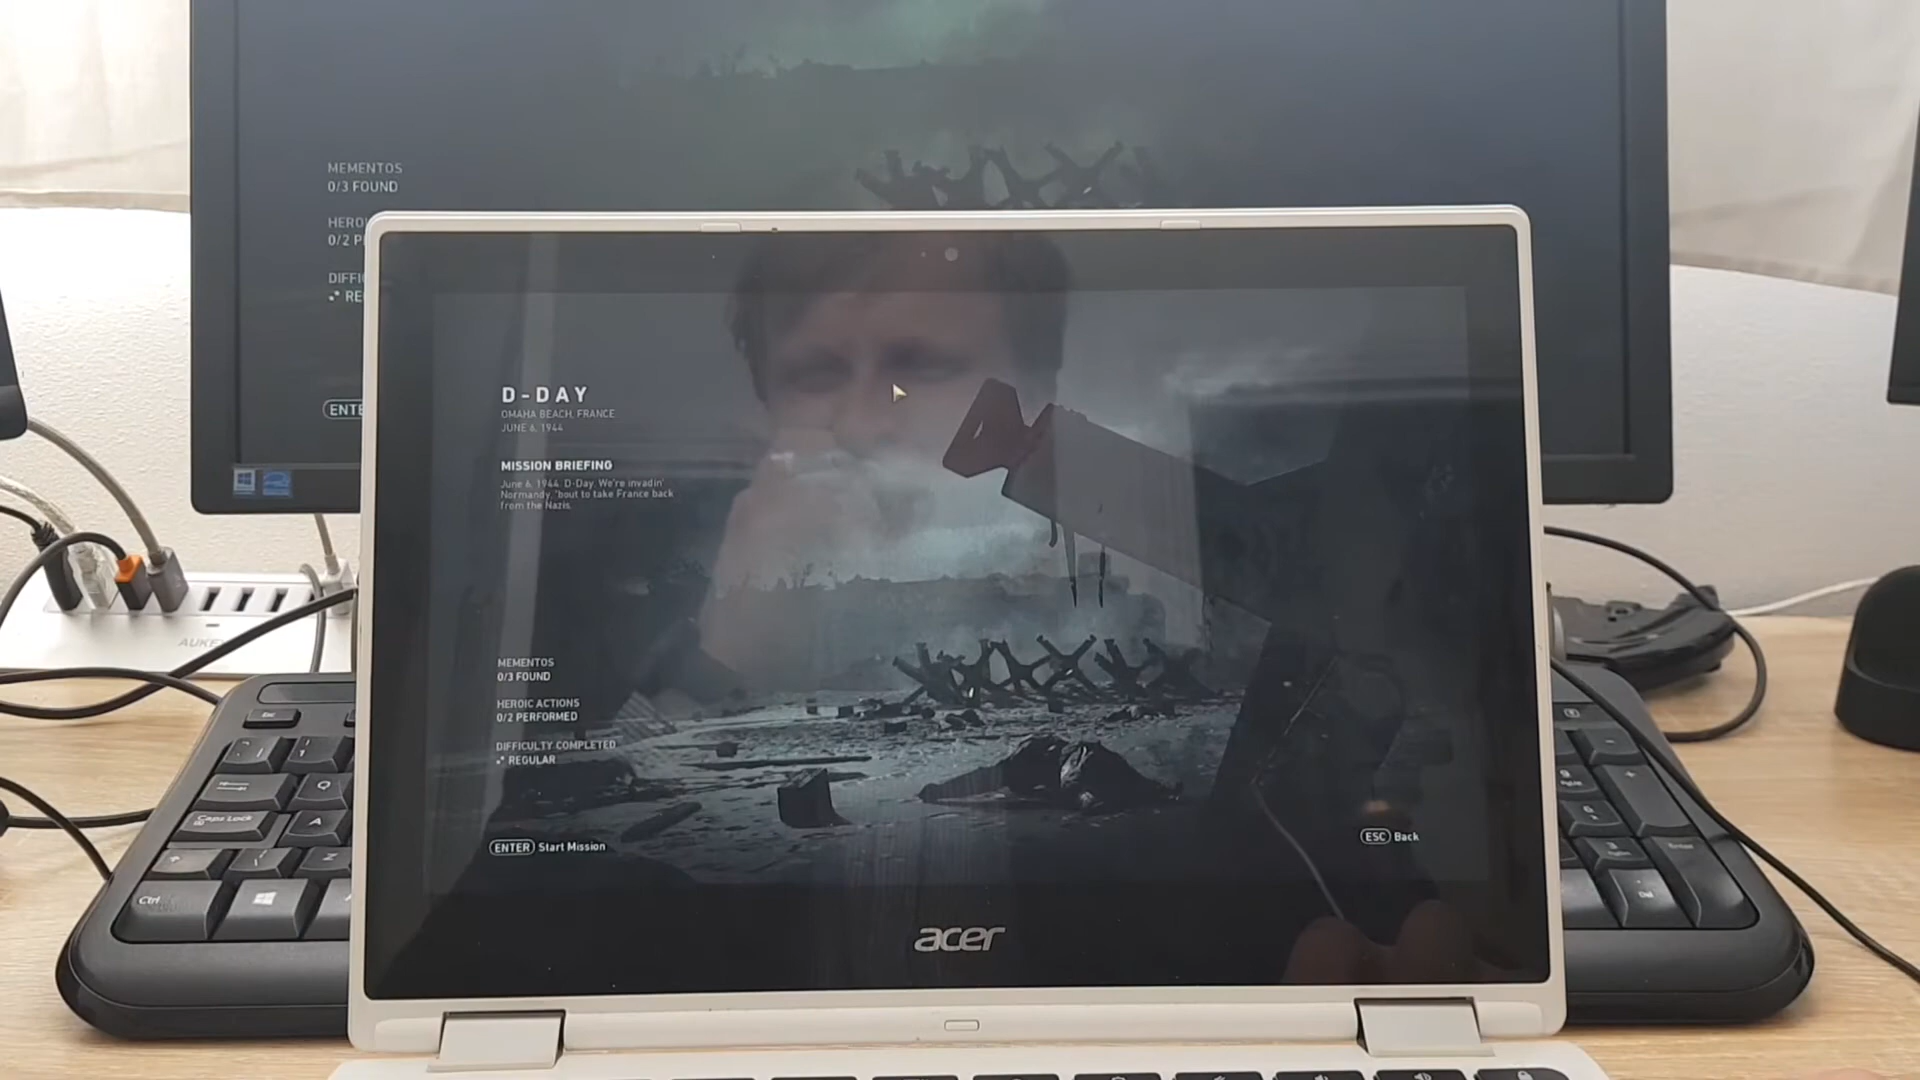 MEMENTOS
0/3 FOUND
HERO
0/2 P
DIFFI
RE
ENTE
D-DAY
OMAHA BEACH, FRANCE
JUNE 6, 1944
MISSION BRIEFING
June 6, 1944. D-Day. We're invadin'
Normandy, 'bout to take France back
from the Nazis.
MEMENTOS
0/3 FOUND
HEROIC ACTIONS
0/2 PERFORMED
DIFFICULTY COMPLETED
REGULAR
ENTER Start Mission
ESC Back
acer
AUKEY
Esc
Q
Caps Lock
A
Z
Ctrl
Enter